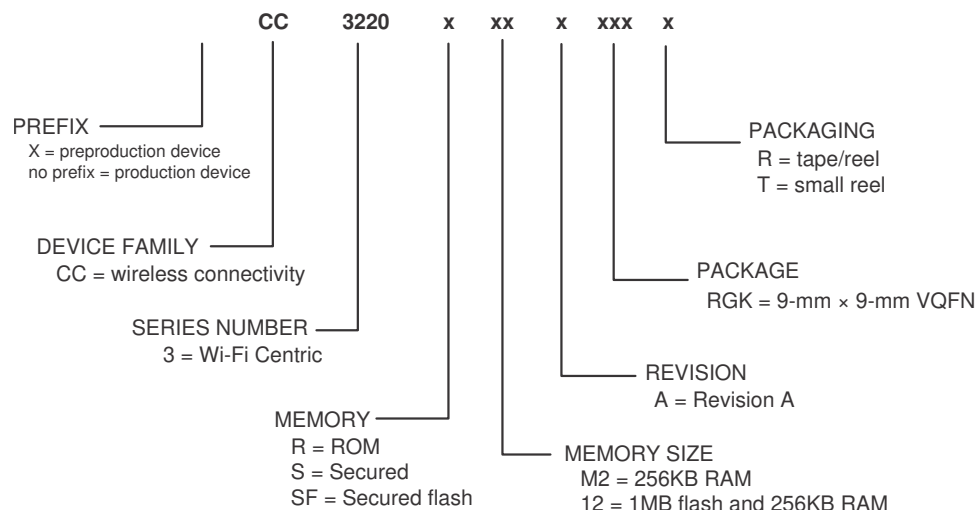 CC 3220 x xx x xxx x
PREFIX
X = preproduction device
no prefix = production device
PACKAGING
R = tape/reel
T = small reel
DEVICE FAMILY
CC = wireless connectivity
PACKAGE
RGK = 9-mm × 9-mm VQFN
SERIES NUMBER
3 = Wi-Fi Centric
REVISION
A = Revision A
MEMORY
R = ROM
S = Secured
SF = Secured flash
MEMORY SIZE
M2 = 256KB RAM
12 = 1MB flash and 256KB RAM